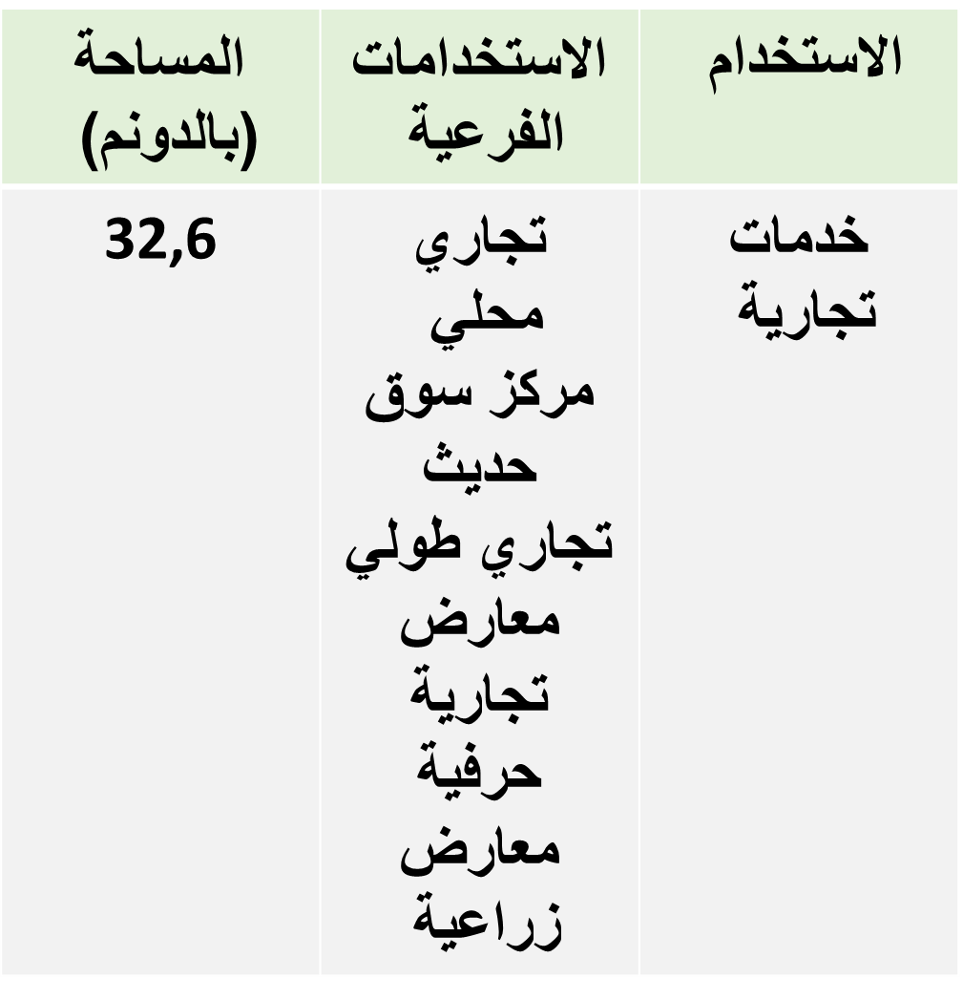 الاستخدام
الاستخدامات
الفرعية
المساحة
(بالدونم)
خدمات
تجارية
تجاري
محلي
مركز سوق
حديث
تجاري طولي
معارض
تجارية
حرفية
معارض
زراعية
32,6